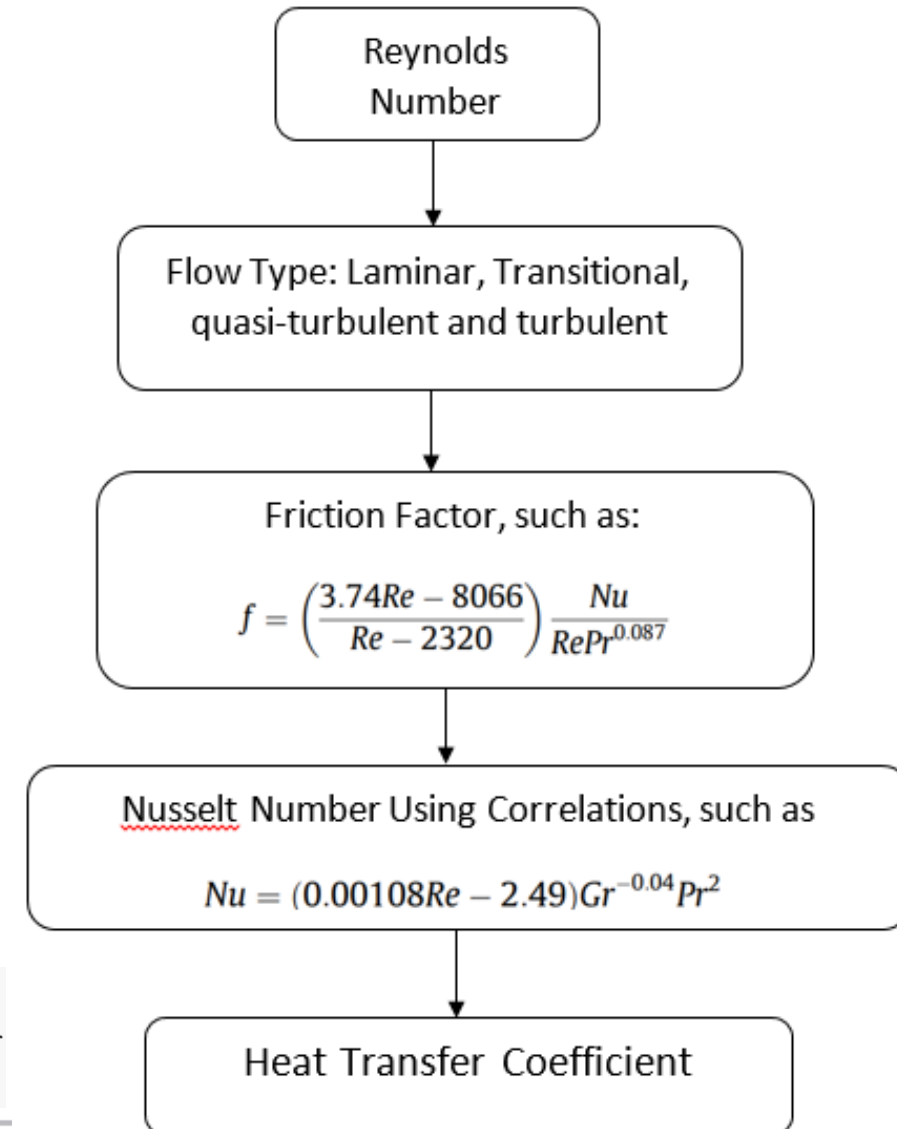 Reynolds
Number
Flow Type: Laminar, Transitional,
quasi-turbulent and turbulent
Friction Factor, such as:
f = (3.74Re − 8066 / Re − 2320) Nu / RePr^0.087
Nusselt Number Using Correlations, such as
Nu = (0.00108Re − 2.49)Gr^−0.04 Pr^2
Heat Transfer Coefficient